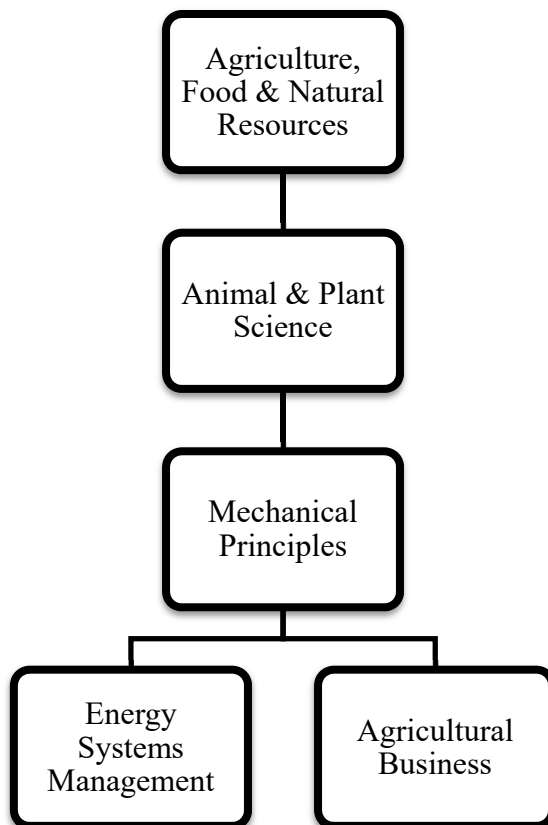 Agriculture,
Food & Natural
Resources
Animal & Plant
Science
Mechanical
Principles
Energy
Systems
Management
Agricultural
Business